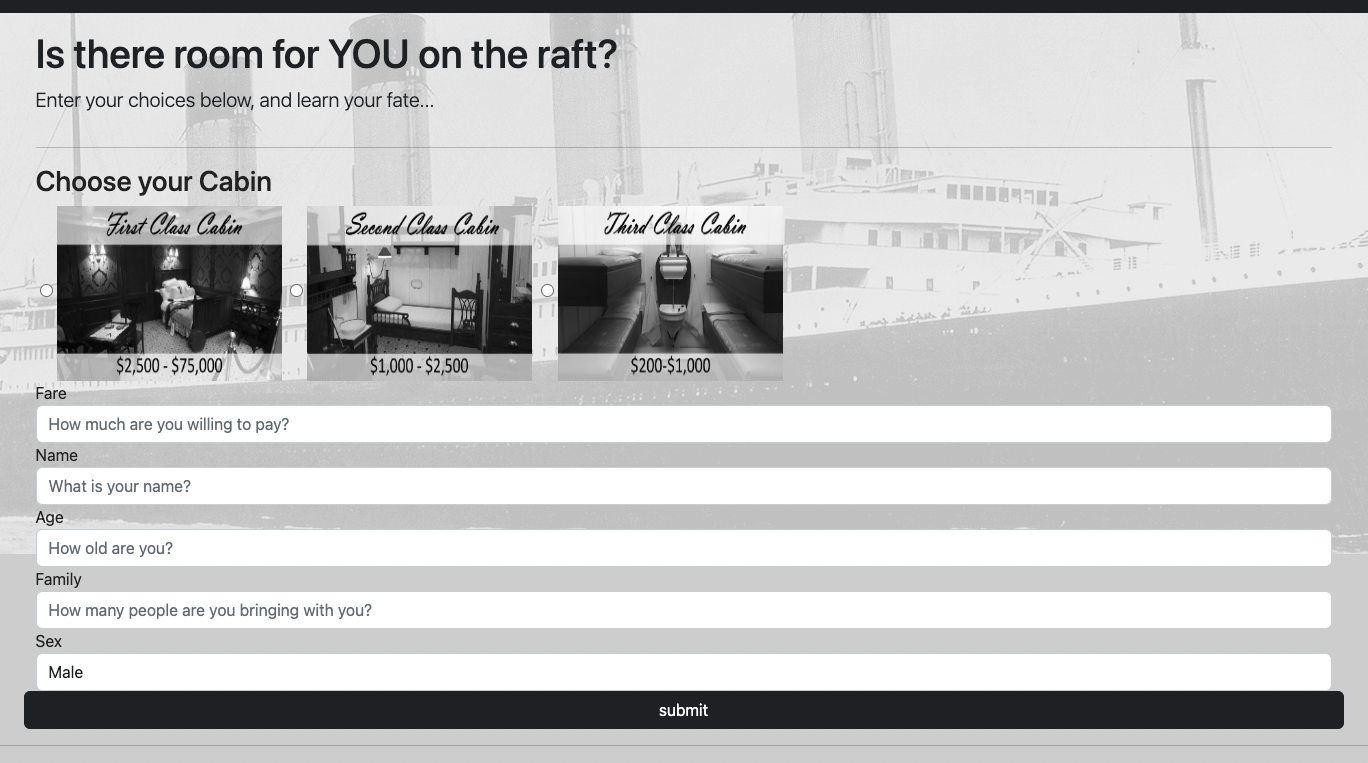 Is there room for YOU on the raft?
Enter your choices below, and learn your fate...
Choose your Cabin
First Class Cabin
$2,500 - $75,000
Second Class Cabin
$1,000 - $2,500
Third Class Cabin
$200-$1,000
Fare
How much are you willing to pay?
Name
What is your name?
Age
How old are you?
Family
How many people are you bringing with you?
Sex
Male
submit